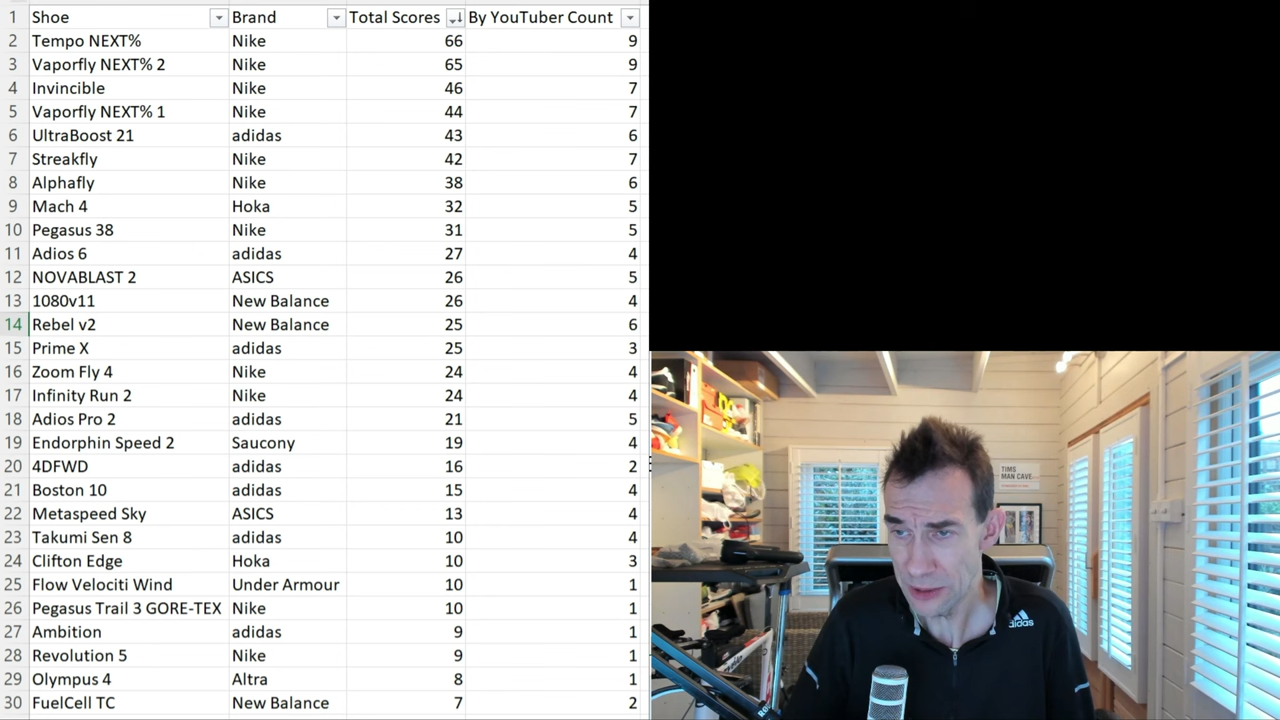 1 Shoe Brand Total Scores By YouTuber Count
2 Tempo NEXT% Nike 66 9
3 Vaporfly NEXT% 2 Nike 65 9
4 Invincible Nike 46 7
5 Vaporfly NEXT% 1 Nike 44 7
6 UltraBoost 21 adidas 43 6
7 Streakfly Nike 42 7
8 Alphafly Nike 38 6
9 Mach 4 Hoka 32 5
10 Pegasus 38 Nike 31 5
11 Adios 6 adidas 27 4
12 NOVABLAST 2 ASICS 26 5
13 1080v11 New Balance 26 4
14 Rebel v2 New Balance 25 6
15 Prime X adidas 25 3
16 Zoom Fly 4 Nike 24 4
17 Infinity Run 2 Nike 24 4
18 Adios Pro 2 adidas 21 5
19 Endorphin Speed 2 Saucony 19 4
20 4DFWD adidas 16 2
21 Boston 10 adidas 15 4
22 Metaspeed Sky ASICS 13 4
23 Takumi Sen adidas 10 4
24 Clifton Edge Hoka 10 3
25 Flow Velociti Wind Under Armour 10 1
26 Pegasus Trail 3 GORE-TEX Nike 10 1
27 Ambition adidas 9 1
28 Revolution 5 Nike 9 1
29 Olympus 4 Altra 8 1
30 FuelCell TC New Balance 7 2
TIMS
MAN CAVE
adidas